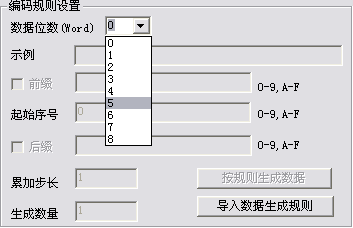 编码规则设置
数据位数(Word) 0
0
1
2
3
4
5
6
7
8
示例
前缀 0-9,A-F
起始序号 0 0-9,A-F
后缀 0-9,A-F
累加步长 1 按规则生成数据
生成数量 1 导入数据生成规则